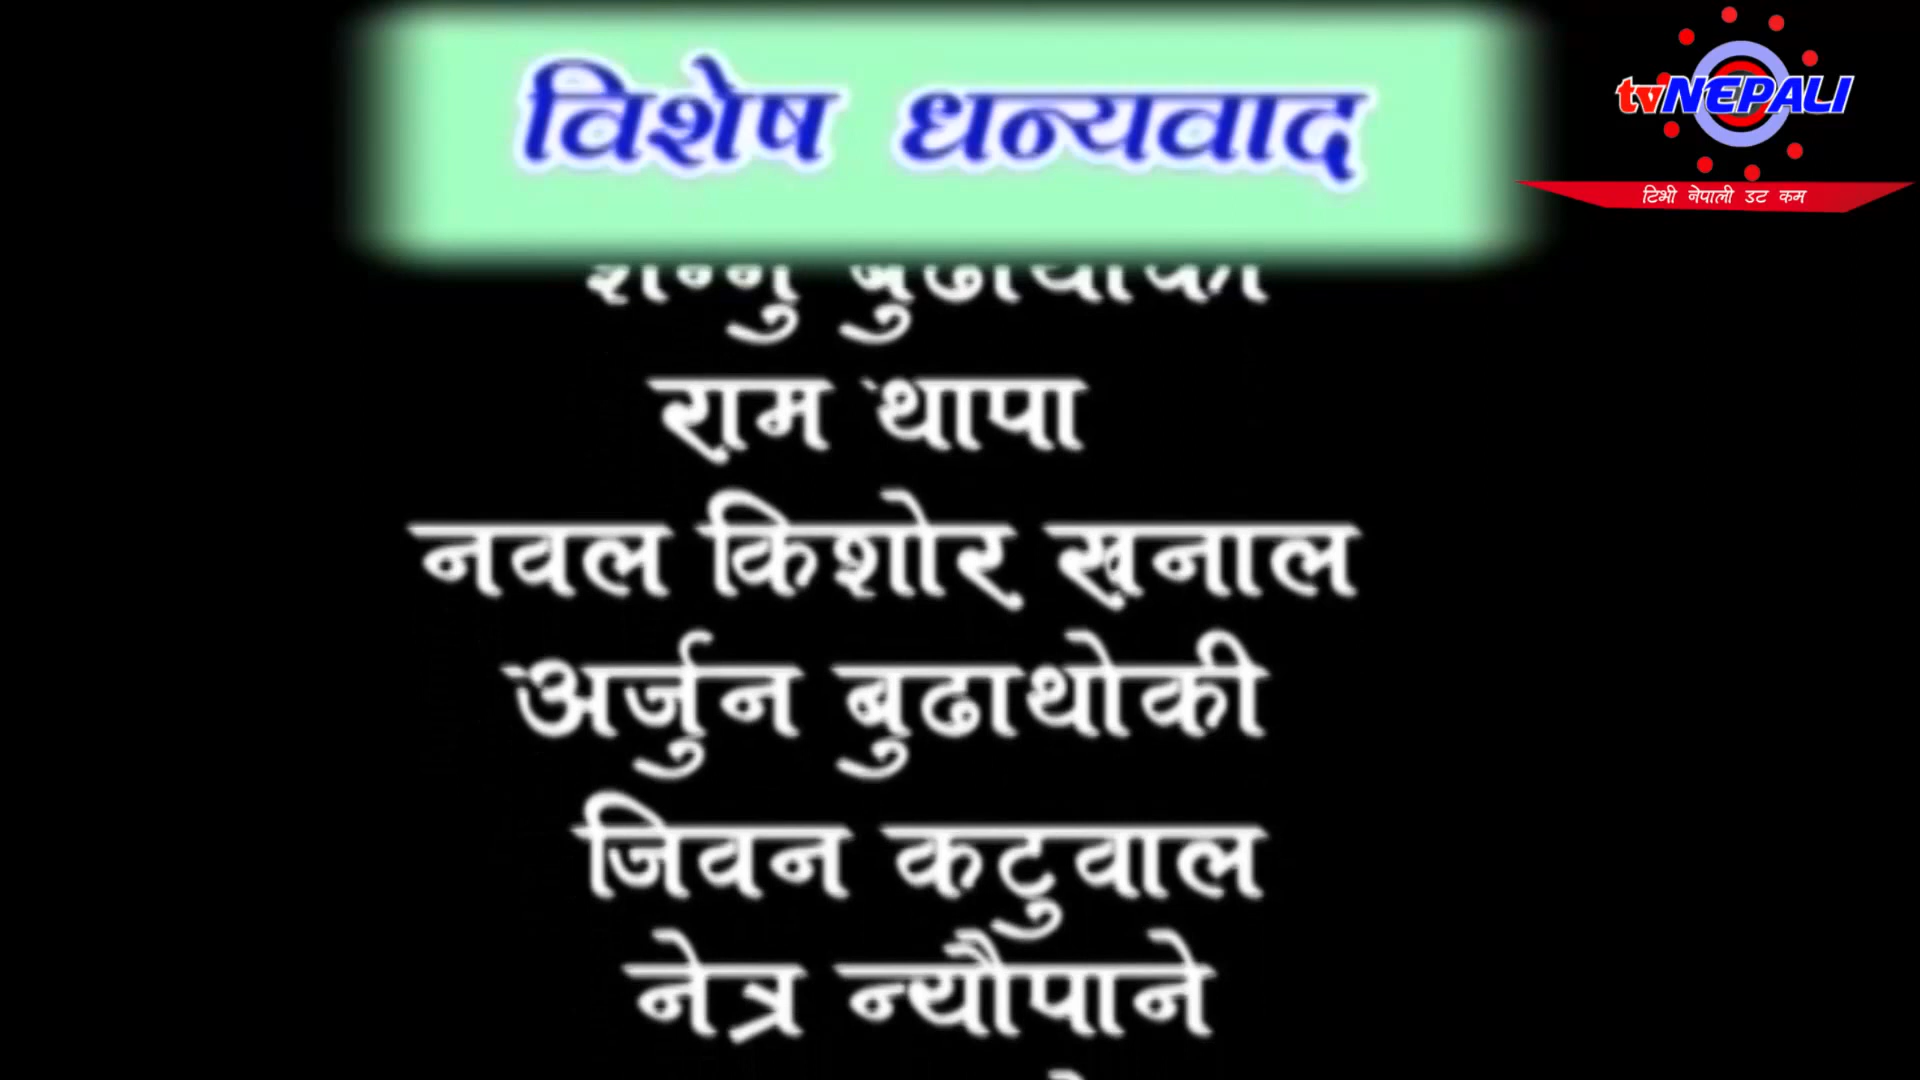 विशेष धन्यवाद
tvNEPALI
टिभी नेपाली डट कम
राम थापा
नवल किशोर खनाल
अर्जुन बुढाथोकी
जिवन कटुवाल
नेत्र न्यौपाने